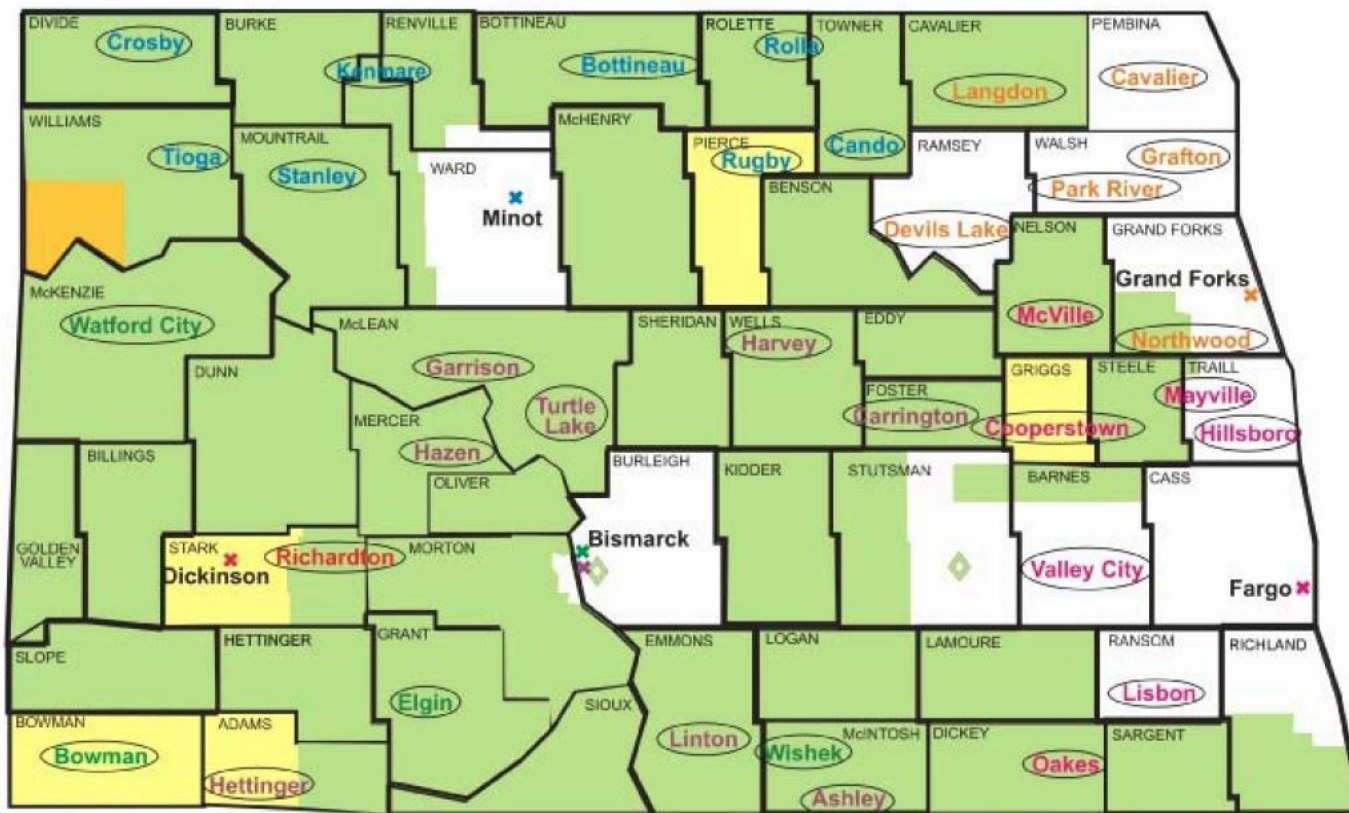 DIVIDE
BURKE
RENVILLE
BOTTINEAU
ROLETTE
TOWNER
CAVALIER
PEMBINA
Crosby
Kenmare
Bottineau
Rolla
Langdon
Cavalier
WILLIAMS
MOUNTRAIL
McHENRY
PIERCE
Cando
RAMSEY
WALSH
Tioga
Stanley
WARD
Rugby
Grafton
Park River
BENSON
Minot
Devils Lake
NELSON
GRAND FORKS
Grand Forks
McKENZIE
Watford City
McLEAN
SHERIDAN
WELLS
EDDY
McVille
Northwood
Garrison
Harvey
DUNN
GRIGGS
STEELE
TRAILL
MERCER
Turtle
Lake
FOSTER
Carrington
Cooperstown
Mayville
Hillsboro
Hazen
BILLINGS
BURLEIGH
KIDDER
STUTSMAN
BARNES
CASS
OLIVER
GOLDEN
VALLEY
STARK
Dickinson
Richardton
MORTON
Bismarck
Valley City
Fargo
SLOPE
HETTINGER
GRANT
EMMONS
LOGAN
LAMOURE
RANSOM
RICHLAND
Elgin
SIOUX
Lisbon
BOWMAN
Bowman
ADAMS
Hettinger
Linton
Wishek
McINTOSH
DICKEY
Oakes
SARGENT
Ashley